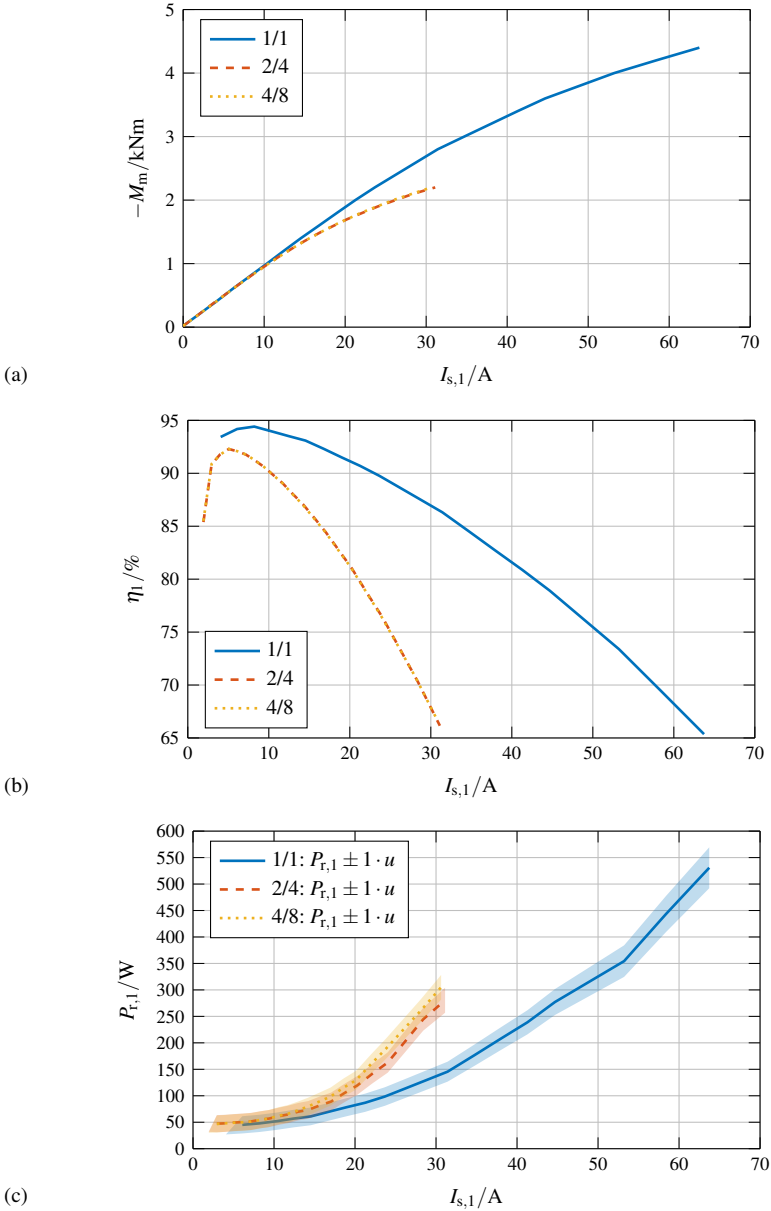 5
4
3
2
1
0
−M_m/kNm
1/1
2/4
4/8
0 10 20 30 40 50 60 70
I_s,1/A
(a)
95
90
85
80
75
70
65
η_1/%
1/1
2/4
4/8
0 10 20 30 40 50 60 70
I_s,1/A
(b)
600
550
500
450
400
350
300
250
200
150
100
50
0
P_r,1/W
1/1: P_r,1 ± 1 · u
2/4: P_r,1 ± 1 · u
4/8: P_r,1 ± 1 · u
0 10 20 30 40 50 60 70
I_s,1/A
(c)